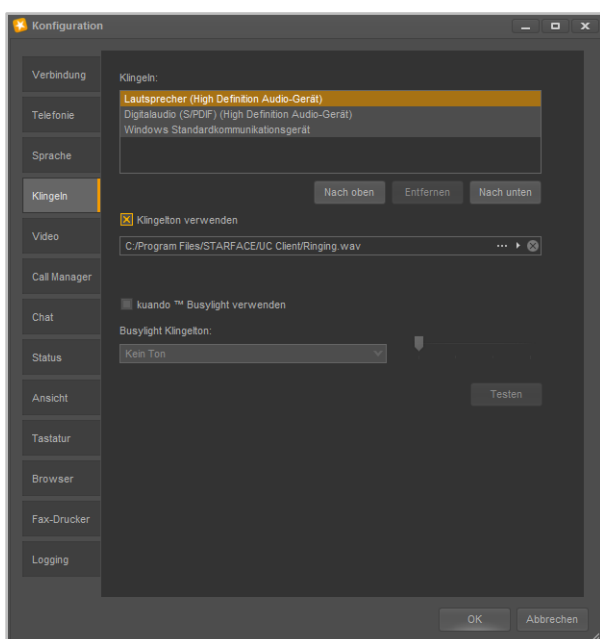 Konfiguration
Verbindung
Telefonie
Sprache
Klingeln
Video
Call Manager
Chat
Status
Ansicht
Tastatur
Browser
Fax-Drucker
Logging
Klingeln:
Lautsprecher (High Definition Audio-Gerät)
Digitalaudio (S/PDIF) (High Definition Audio-Gerät)
Windows Standardkommunikationsgerät
Nach oben Entfernen Nach unten
Klingelton verwenden
C:/Program Files/STARFACE/UC Client/Ringing.wav ...
kuando ™ Busylight verwenden
Busylight Klingelton:
Kein Ton
Testen
OK Abbrechen